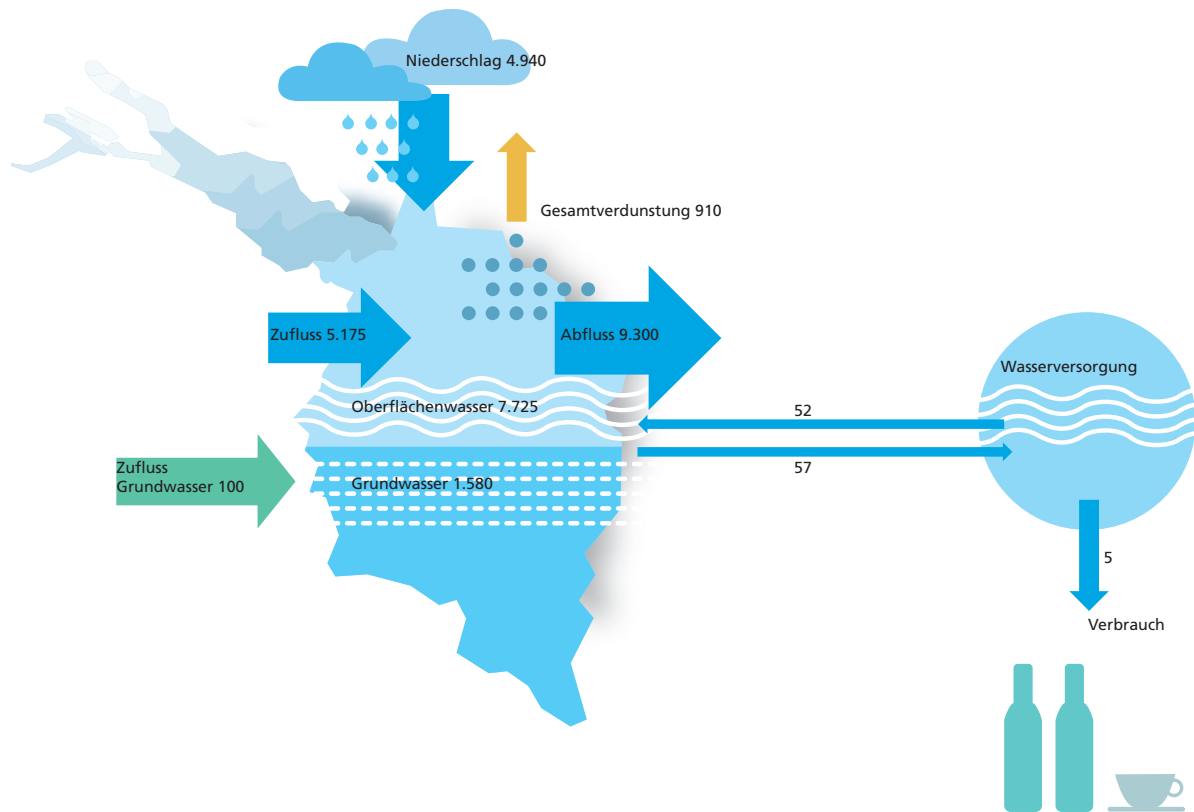 Niederschlag 4.940
Gesamtverdunstung 910
Zufluss 5.175
Abfluss 9.300
Wasserversorgung
Oberflächenwasser 7.725
52
57
Zufluss
Grundwasser 100
Grundwasser 1.580
5
Verbrauch